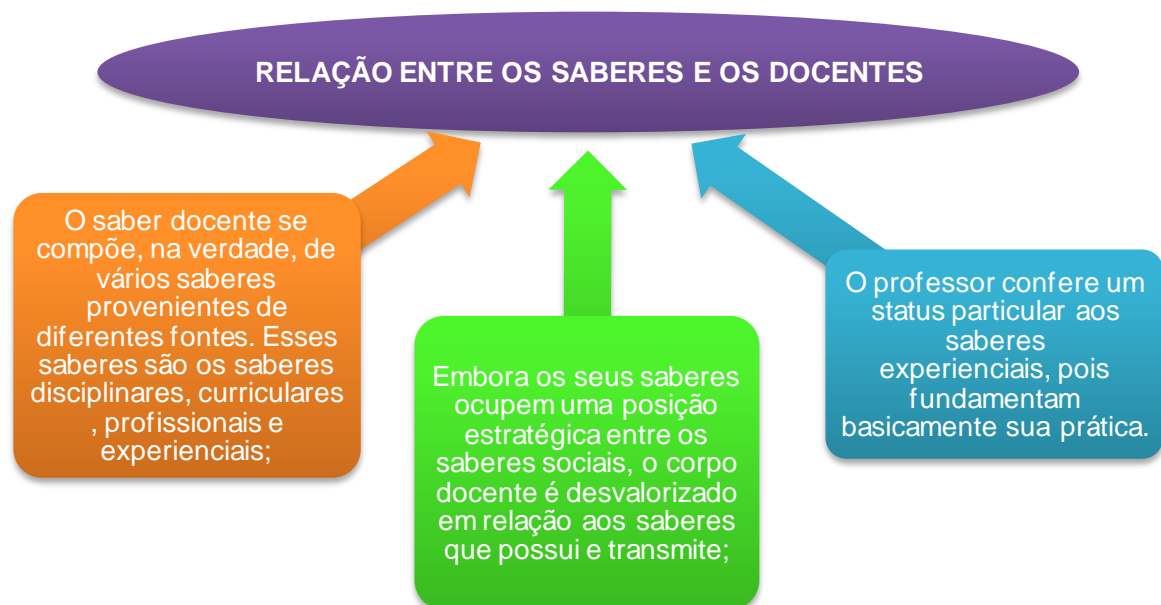 RELAÇÃO ENTRE OS SABERES E OS DOCENTES
O saber docente se
compõe, na verdade, de
vários saberes
provenientes de
diferentes fontes. Esses
saberes são os saberes
disciplinares, curriculares
, profissionais e
experienciais;
Embora os seus saberes
ocupem uma posição
estratégica entre os
saberes sociais, o corpo
docente é desvalorizado
em relação aos saberes
que possui e transmite;
O professor confere um
status particular aos
saberes
experienciais, pois
fundamentam
basicamente sua prática.